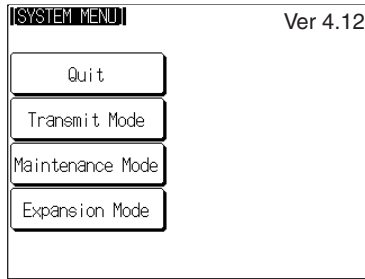 [SYSTEM MENU]
Ver 4.12
Quit
Transmit Mode
Maintenance Mode
Expansion Mode